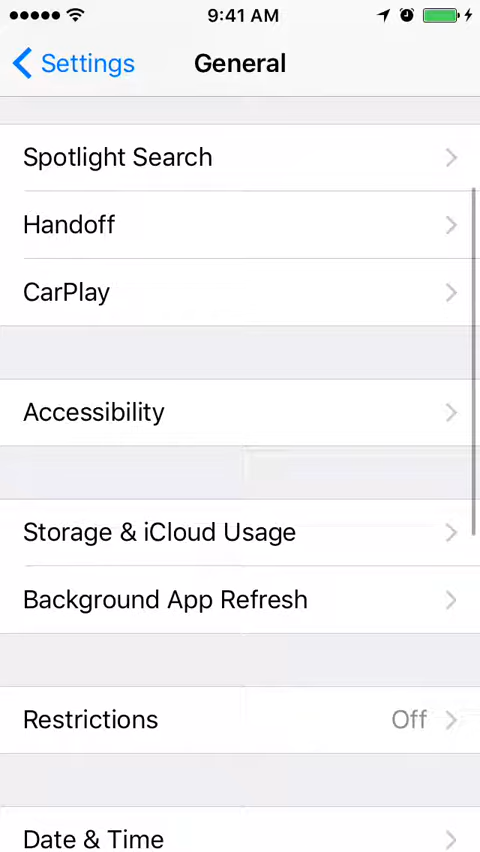 9:41 AM
Settings
General
Spotlight Search
Handoff
CarPlay
Accessibility
Storage & iCloud Usage
Background App Refresh
Restrictions Off
Date & Time